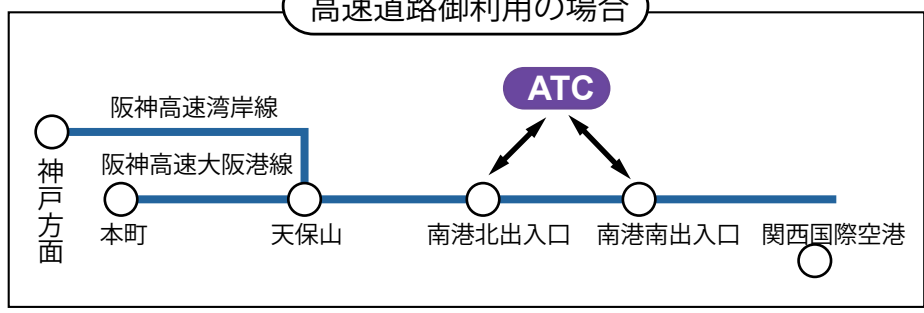 高速道路御利用の場合
ATC
阪神高速湾岸線
阪神高速大阪港線
神戸方面
本町
天保山
南港北出入口
南港南出入口
関西国際空港